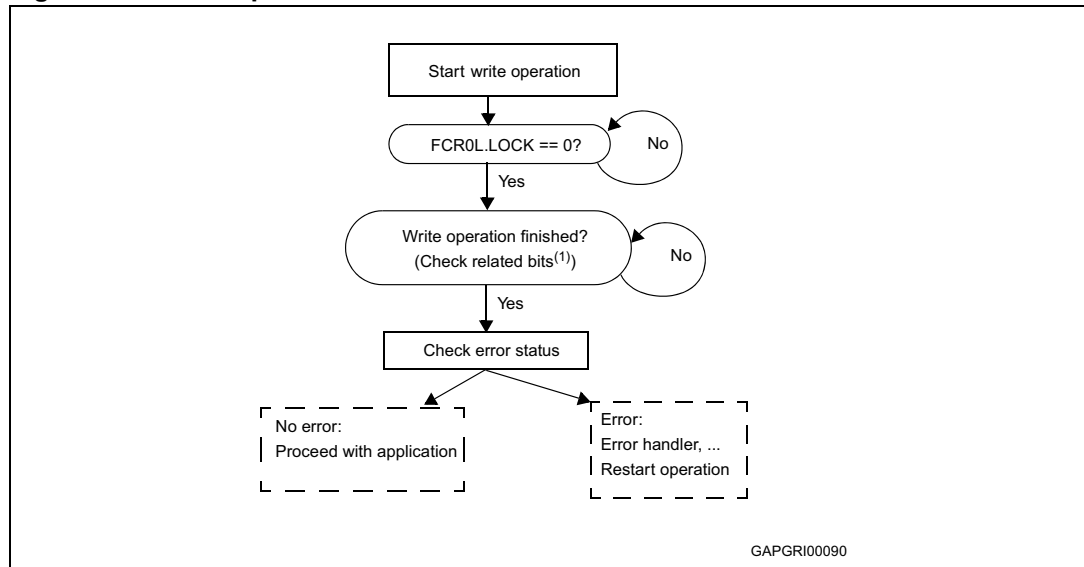 Start write operation
FCR0L.LOCK == 0?
No
Yes
Write operation finished?
(Check related bits(1))
No
Yes
Check error status
No error:
Proceed with application
Error:
Error handler, ...
Restart operation
GAPGRI00090